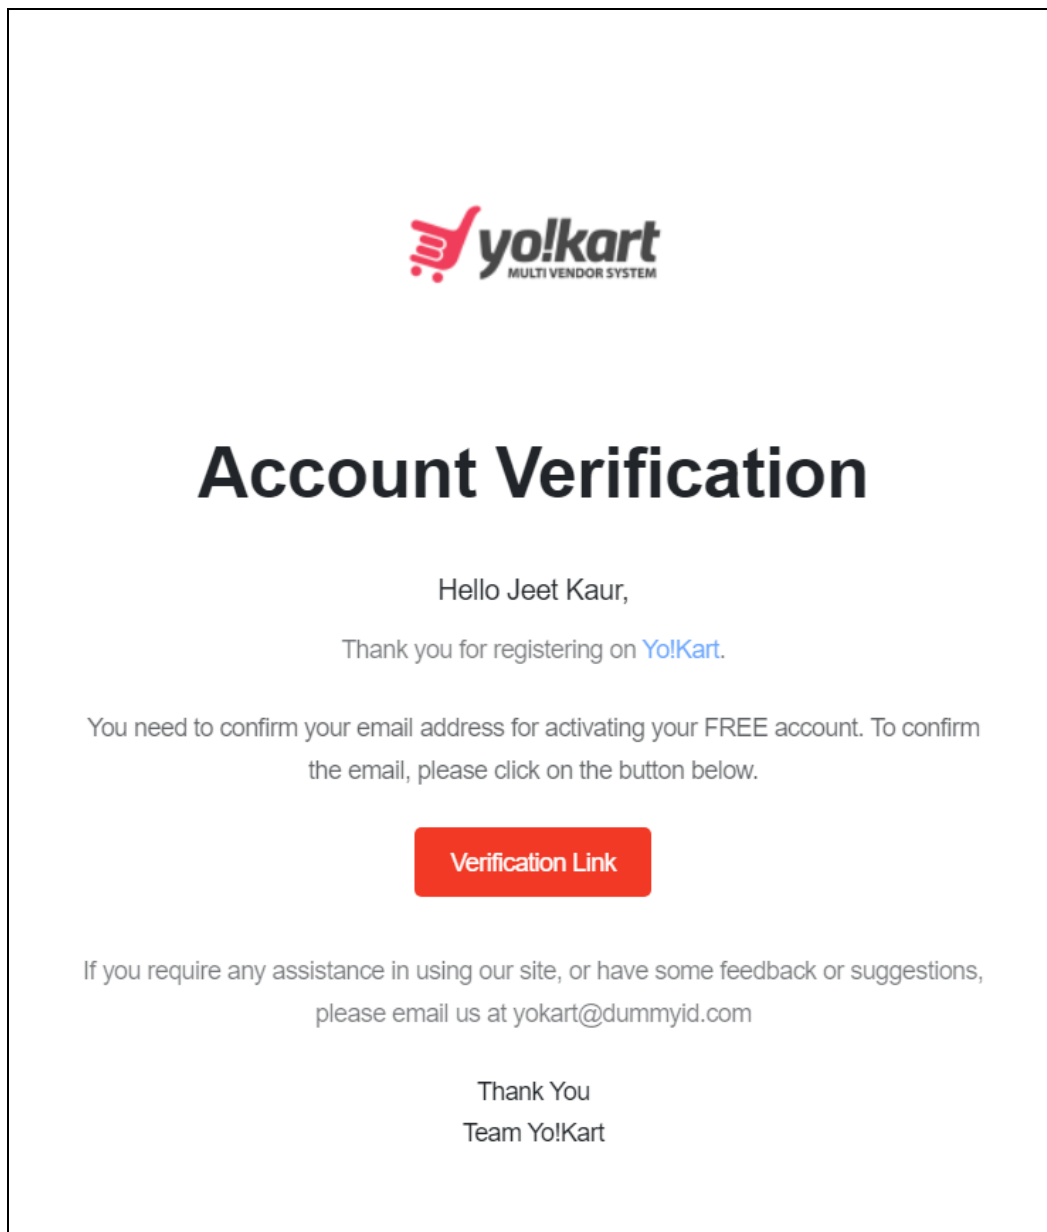 yo!kart
MULTI VENDOR SYSTEM
Account Verification
Hello Jeet Kaur,
Thank you for registering on Yo!Kart.
You need to confirm your email address for activating your FREE account. To confirm
the email, please click on the button below.
Verification Link
If you require any assistance in using our site, or have some feedback or suggestions,
please email us at yokart@dummyid.com
Thank You
Team Yo!Kart